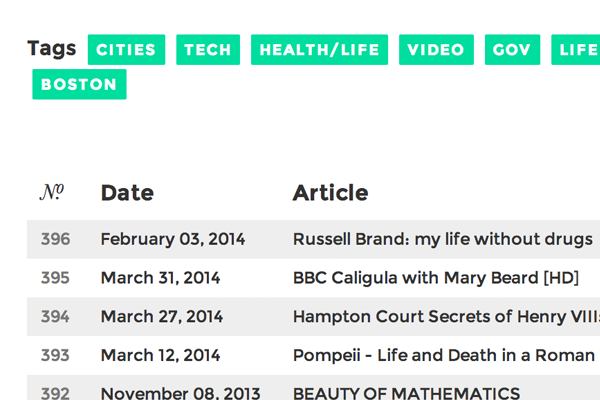 Tags CITIES TECH HEALTH/LIFE VIDEO GOV LIFE
BOSTON
№ Date Article
396 February 03, 2014 Russell Brand: my life without drugs
395 March 31, 2014 BBC Caligula with Mary Beard [HD]
394 March 27, 2014 Hampton Court Secrets of Henry VIII
393 March 12, 2014 Pompeii - Life and Death in a Roman
392 November 08, 2013 BEAUTY OF MATHEMATICS